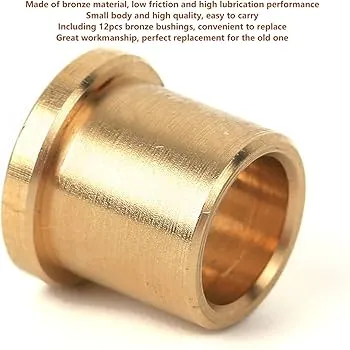 Made of bronze material, low friction and high lubrication performance
Small body and high quality, easy to carry
Including 12pcs bronze bushings, convenient to replace
Great workmanship, perfect replacement for the old one